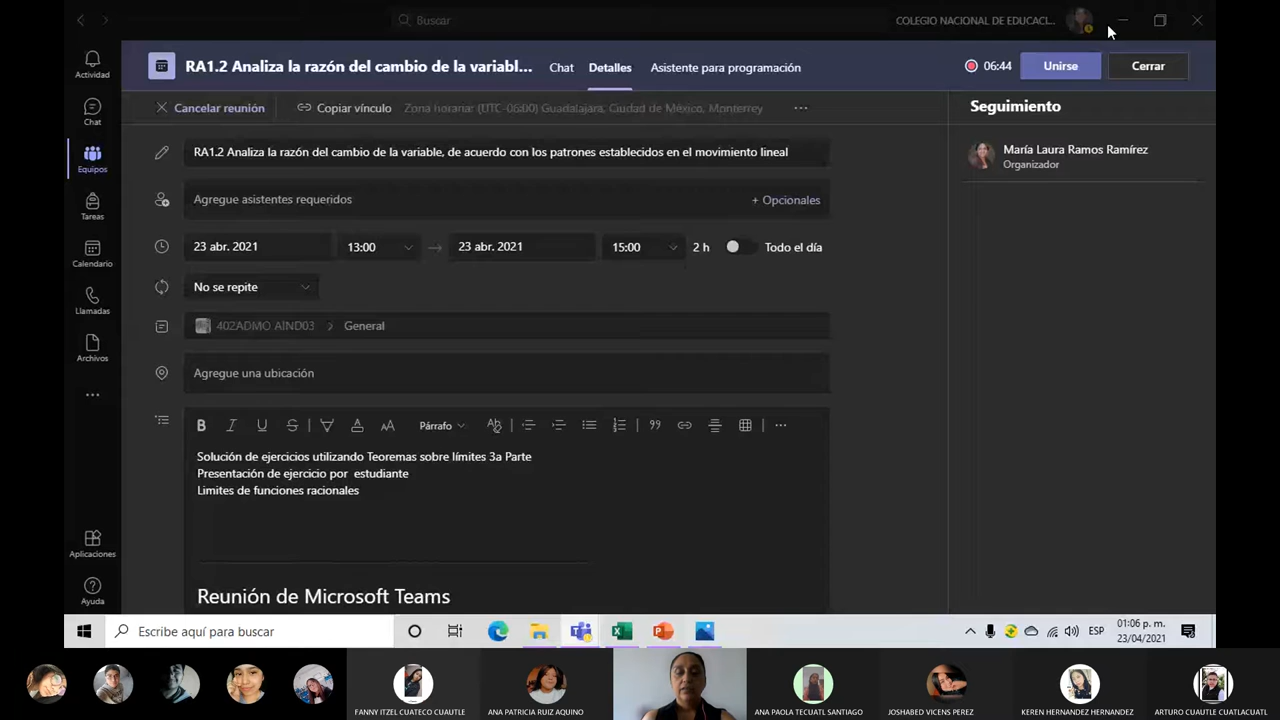 Buscar
COLEGIO NACIONAL DE EDUCACI...
Actividad
Chat
Equipos
Tareas
Calendario
Llamadas
Archivos
Aplicaciones
Ayuda
RA1.2 Analiza la razón del cambio de la variabl...
Chat
Detalles
Asistente para programación
06:44
Unirse
Cerrar
Cancelar reunión
Copiar vínculo
Zona horaria: (UTC-06:00) Guadalajara, Ciudad de México, Monterrey
Seguimiento
María Laura Ramos Ramírez
Organizador
RA1.2 Analiza la razón del cambio de la variable, de acuerdo con los patrones establecidos en el movimiento lineal
Agregue asistentes requeridos
+ Opcionales
23 abr. 2021 13:00 → 23 abr. 2021 15:00 2 h Todo el día
No se repite
402ADMO AIND03 > General
Agregue una ubicación
B I U S Párrafo
Solución de ejercicios utilizando Teoremas sobre límites 3a Parte
Presentación de ejercicio por estudiante
Limites de funciones racionales
Reunión de Microsoft Teams
Escribe aquí para buscar
ESP
01:06 p. m.
23/04/2021
FANNY ITZEL CUATECO CUAUTLE
ANA PATRICIA RUIZ AQUINO
ANA PAOLA TECUATL SANTIAGO
JOSHABED VICENS PEREZ
KEREN HERNANDEZ HERNANDEZ
ARTURO CUAUTLE CUATLACUATL